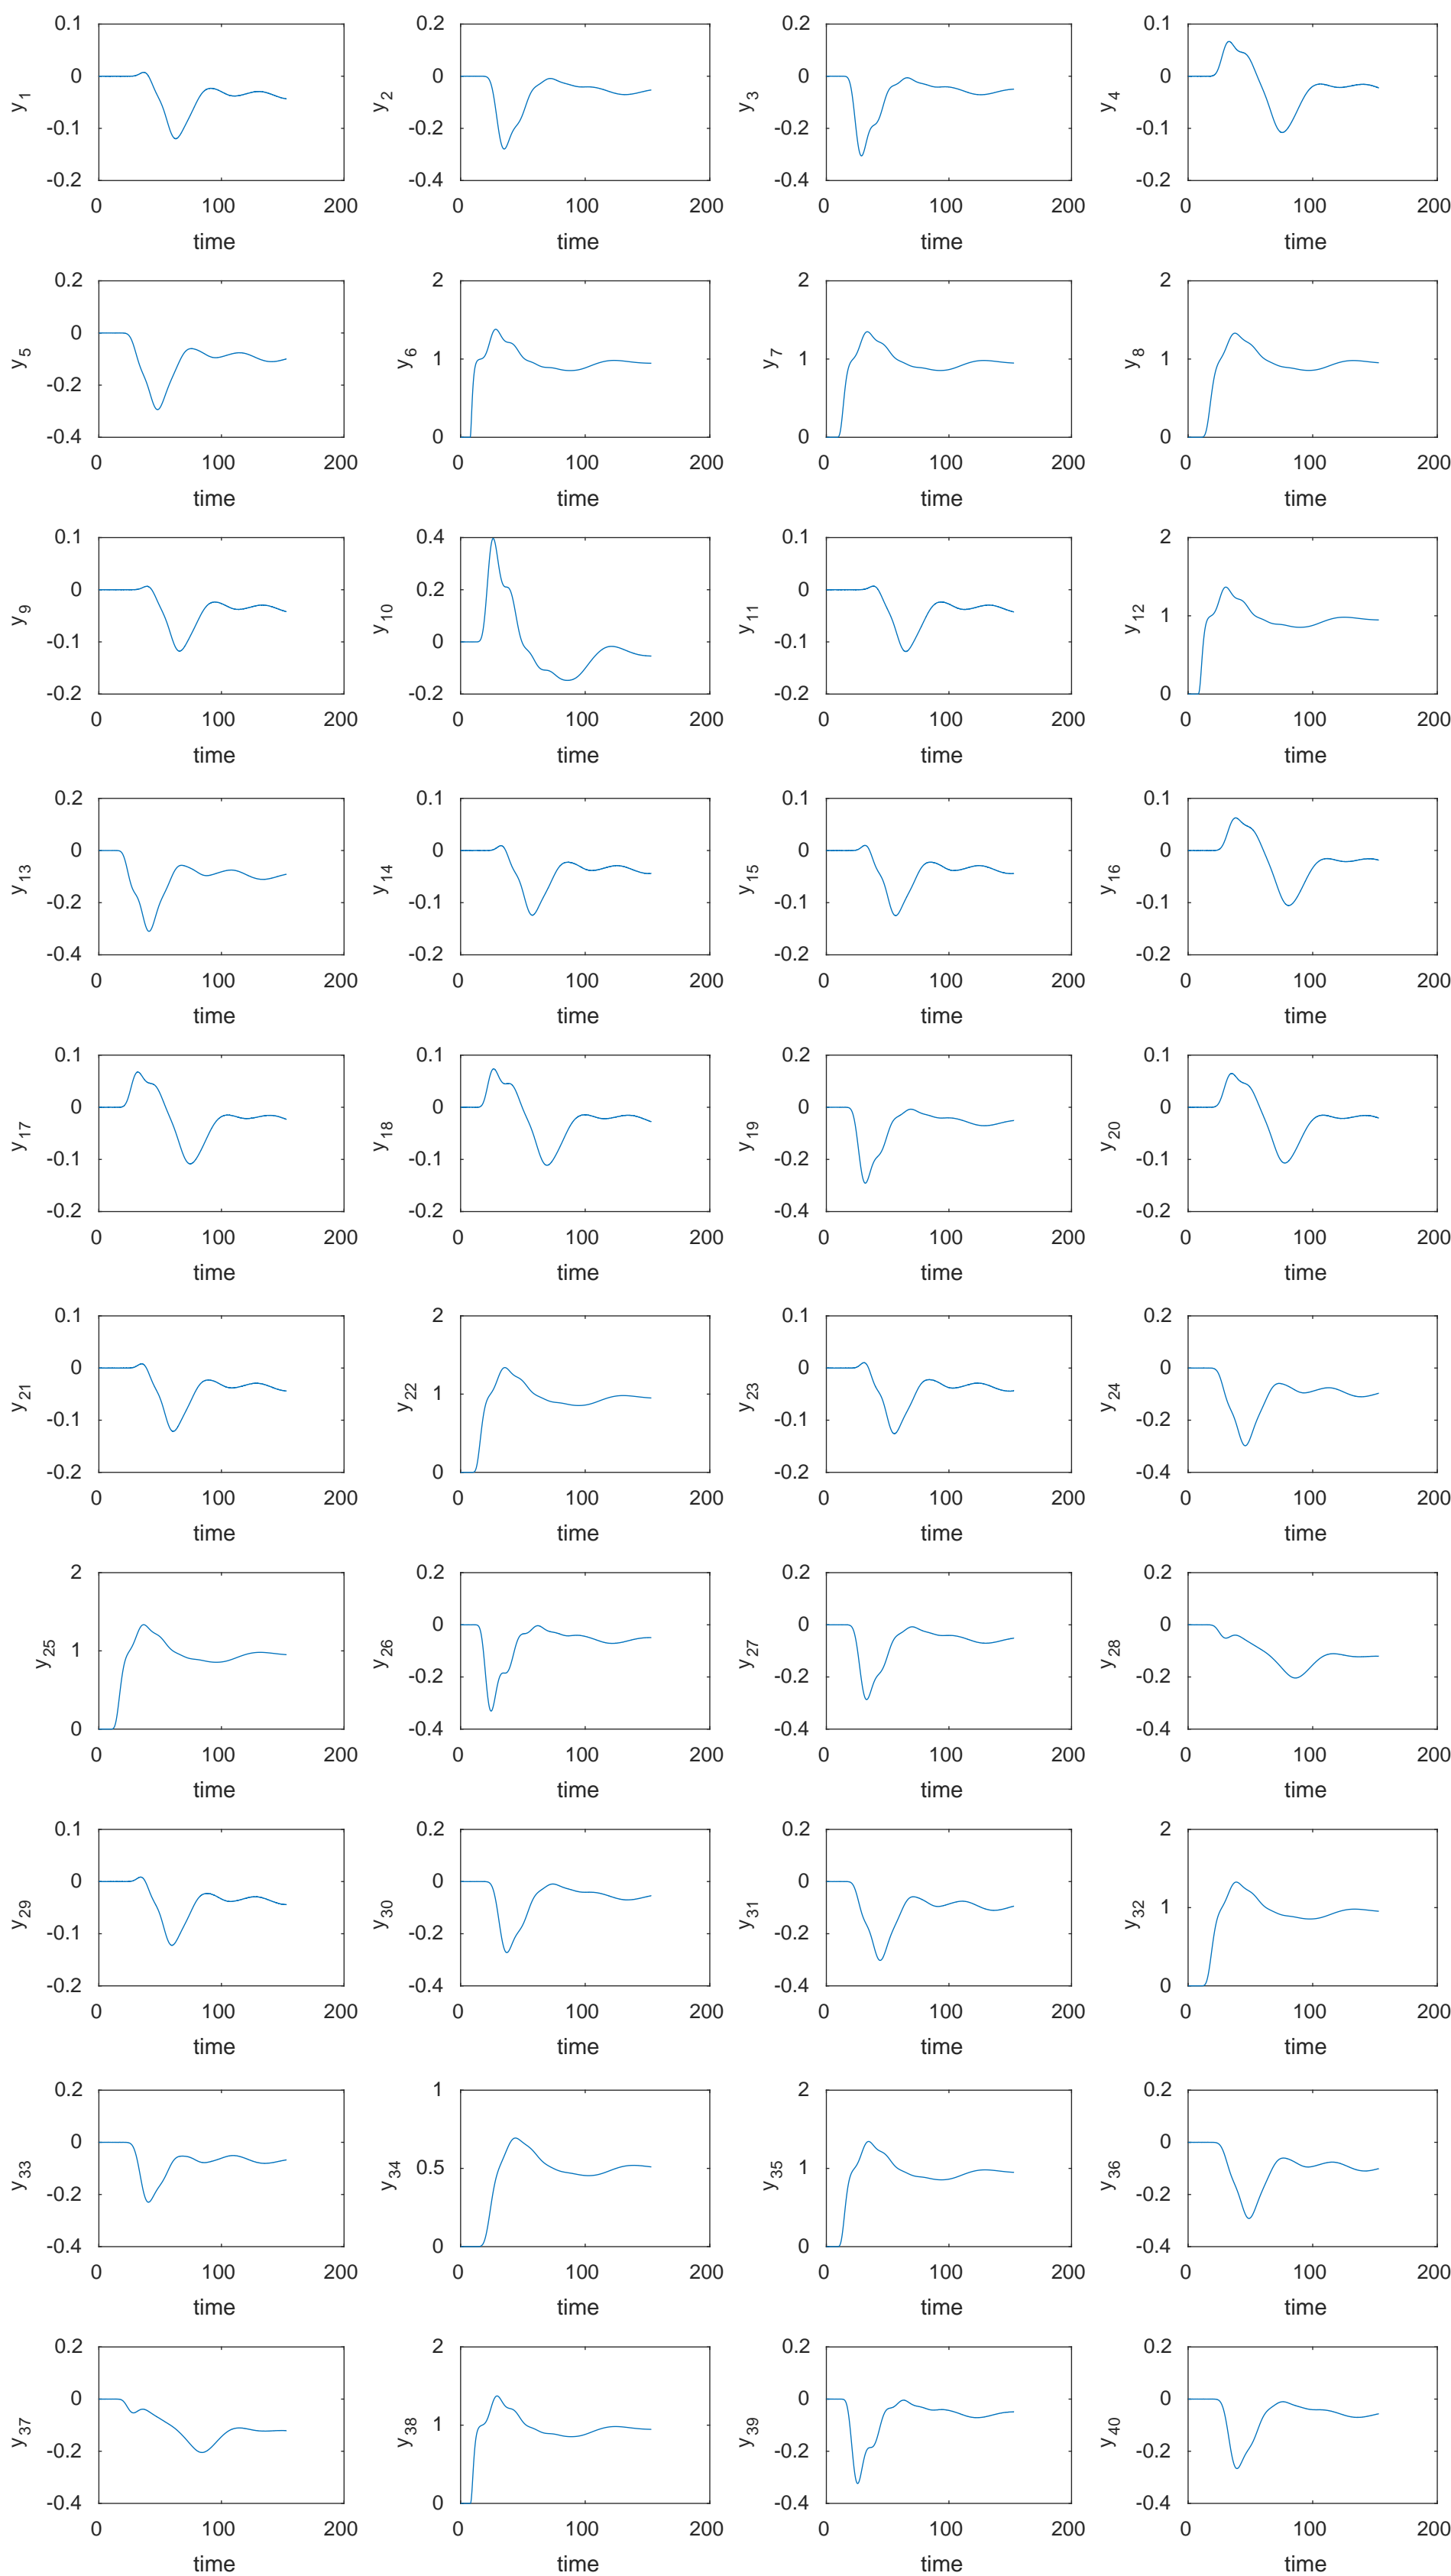 0.1 0.2 0.2 0.1
0 0 0 0
y1 y2 y3 y4
-0.1 -0.2 -0.2 -0.1
-0.2 -0.4 -0.4 -0.2
0 100 200 0 100 200 0 100 200 0 100 200
time time time time
0.2 2 2 2
0
y5 y6 1 y7 1 y8 1
-0.2
-0.4 0 0 0
0 100 200 0 100 200 0 100 200 0 100 200
time time time time
0.1 0.4 0.1 2
0 0.2 0
y9 y10 y11 y12 1
-0.1 0 -0.1
-0.2 -0.2 -0.2 0
0 100 200 0 100 200 0 100 200 0 100 200
time time time time
0.2 0.1 0.1 0.1
0 0 0 0
y13 y14 y15 y16
-0.2 -0.1 -0.1 -0.1
-0.4 -0.2 -0.2 -0.2
0 100 200 0 100 200 0 100 200 0 100 200
time time time time
0.1 0.1 0.2 0.1
0 0 0 0
y17 y18 y19 y20
-0.1 -0.1 -0.2 -0.1
-0.2 -0.2 -0.4 -0.2
0 100 200 0 100 200 0 100 200 0 100 200
time time time time
0.1 2 0.1 0.2
0 0 0
y21 y22 1 y23 y24
-0.1 -0.1 -0.2
-0.2 0 -0.2 -0.4
0 100 200 0 100 200 0 100 200 0 100 200
time time time time
2 0.2 0.2 0.2
0 0 0
y25 1 y26 y27 y28
-0.2 -0.2 -0.2
0 -0.4 -0.4 -0.4
0 100 200 0 100 200 0 100 200 0 100 200
time time time time
0.1 0.2 0.2 2
0 0 0
y29 y30 y31 y32 1
-0.1 -0.2 -0.2
-0.2 -0.4 -0.4 0
0 100 200 0 100 200 0 100 200 0 100 200
time time time time
0.2 1 2 0.2
0 0
y33 y34 0.5 y35 1 y36
-0.2 -0.2
-0.4 0 0 -0.4
0 100 200 0 100 200 0 100 200 0 100 200
time time time time
0.2 2 0.2 0.2
0 0 0
y37 y38 1 y39 y40
-0.2 -0.2 -0.2
-0.4 0 -0.4 -0.4
0 100 200 0 100 200 0 100 200 0 100 200
time time time time